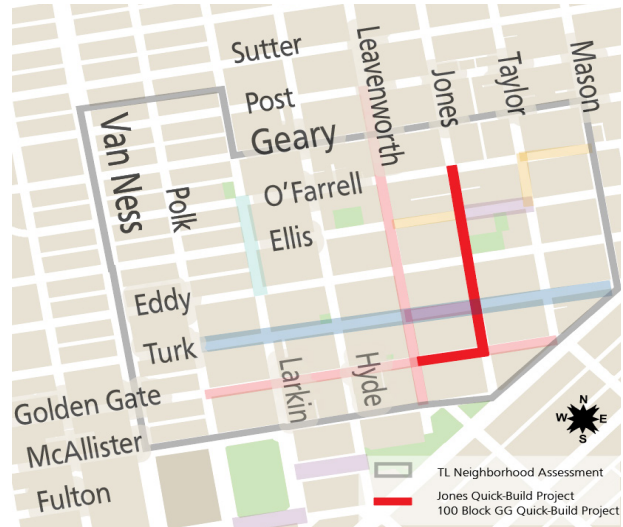 Sutter
Post
Geary
O'Farrell
Ellis
Eddy
Turk
Golden Gate
McAllister
Fulton
Van Ness
Polk
Larkin
Hyde
Leavenworth
Jones
Taylor
Mason
N
W E
S
TL Neighborhood Assessment
Jones Quick-Build Project
100 Block GG Quick-Build Project